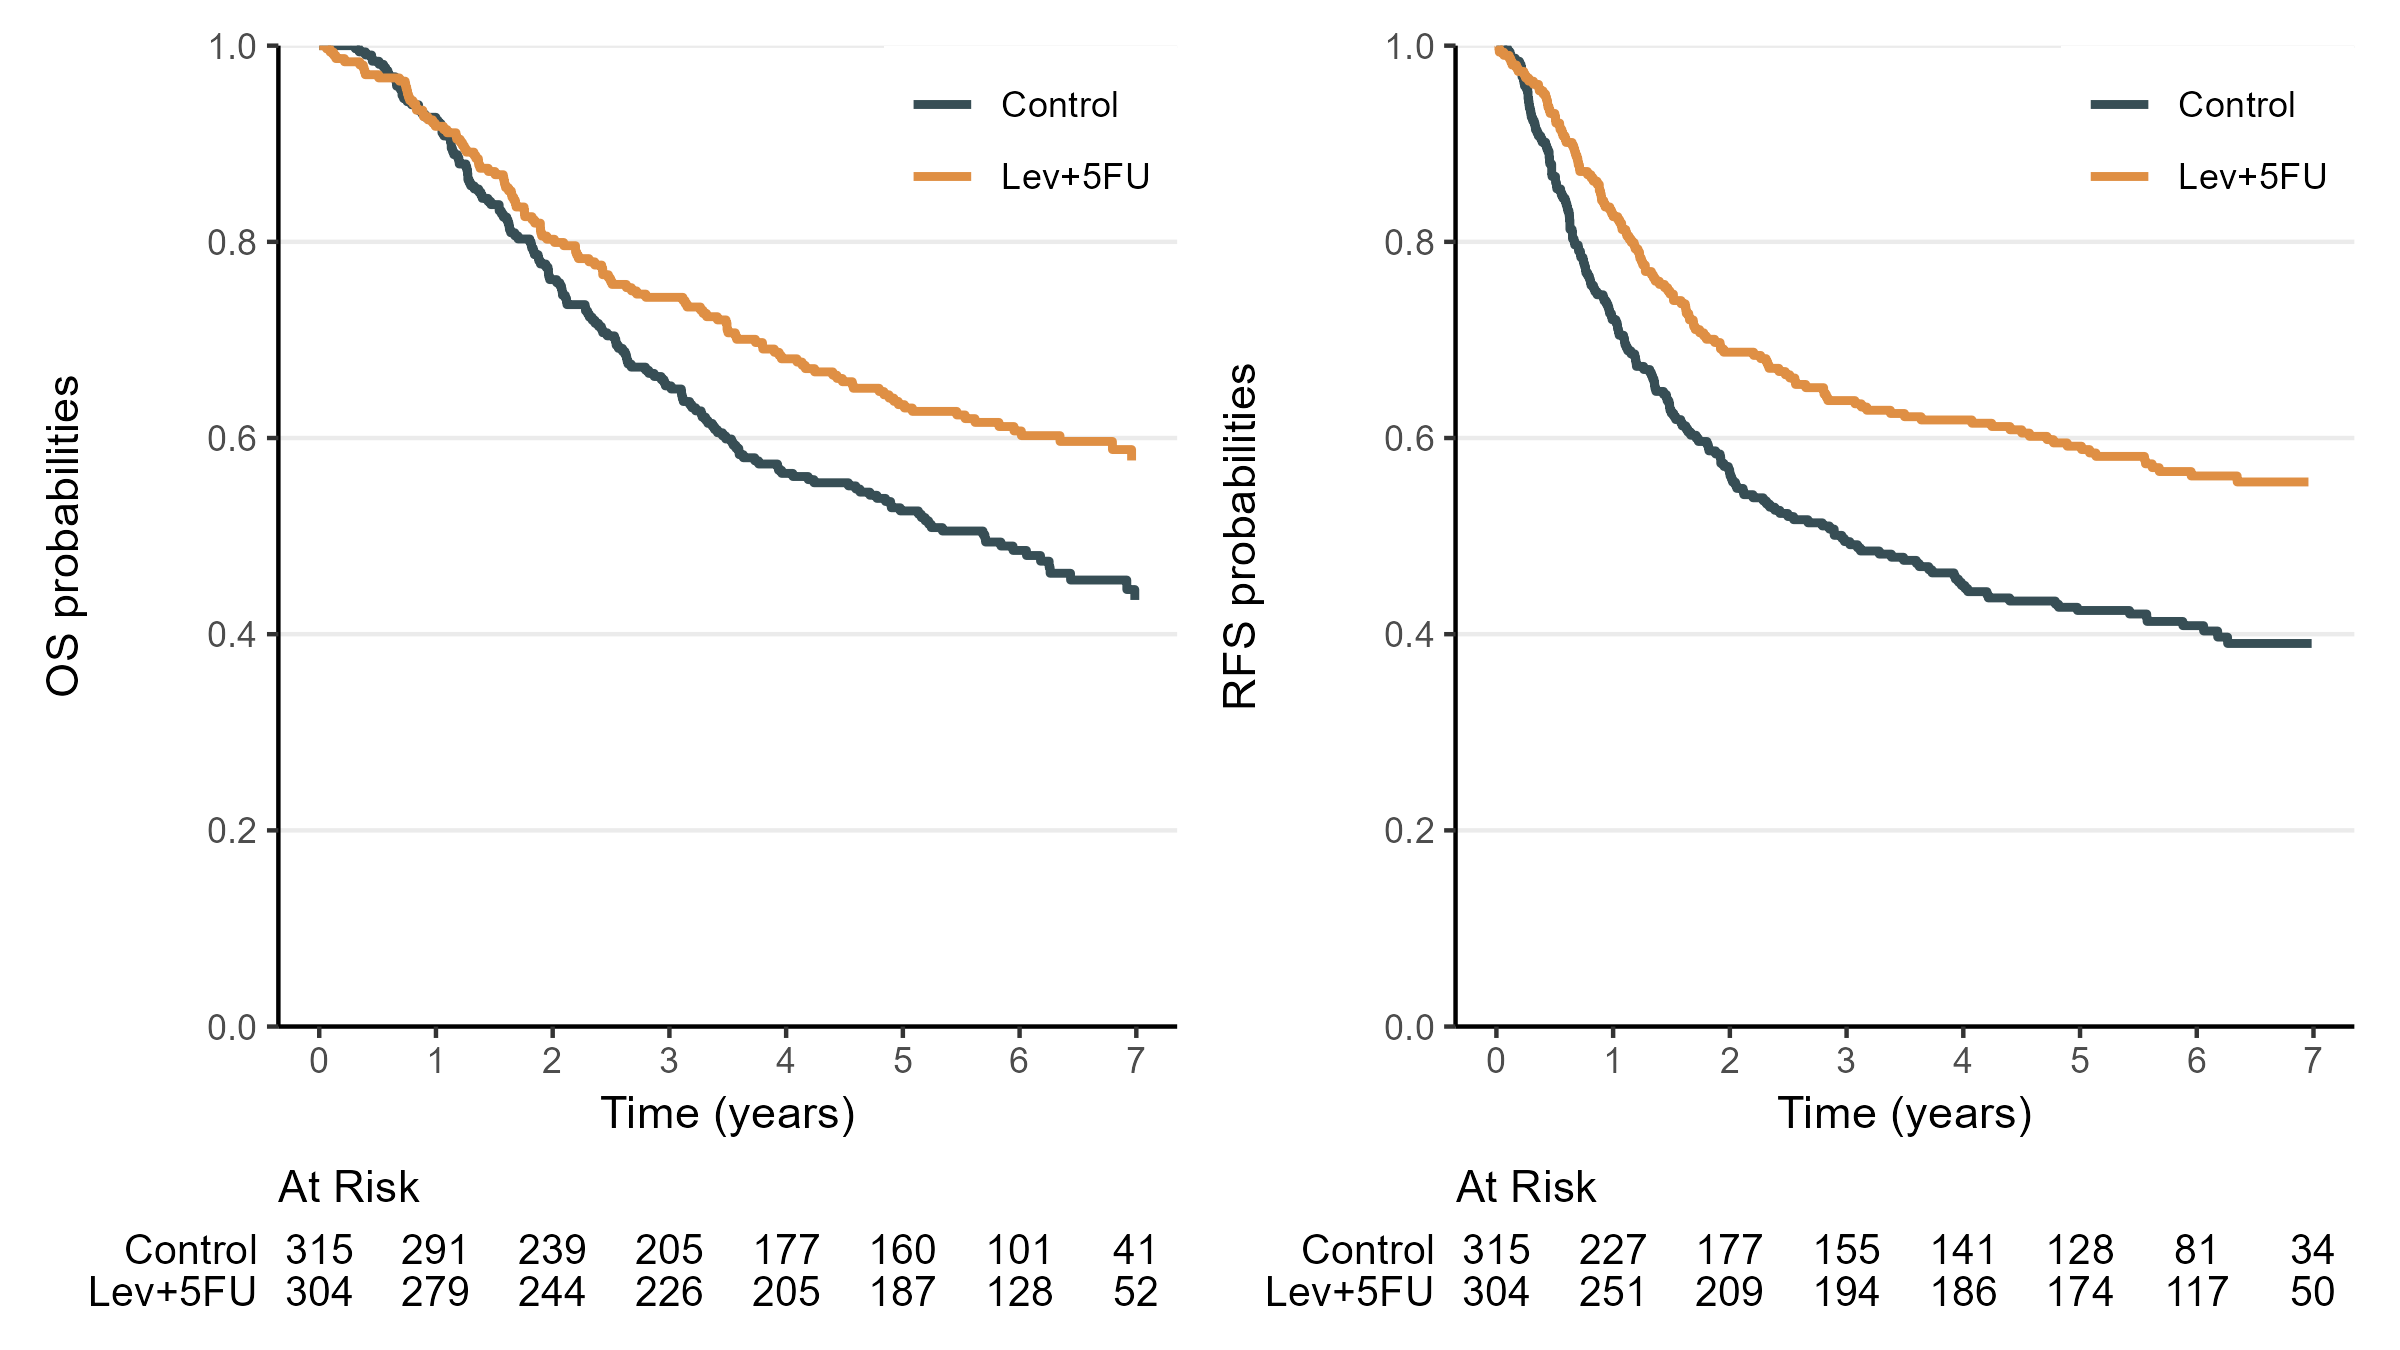 OS probabilities
1.0
0.8
0.6
0.4
0.2
0.0
Control
Lev+5FU
0 1 2 3 4 5 6 7
Time (years)
At Risk
Control 315 291 239 205 177 160 101 41
Lev+5FU 304 279 244 226 205 187 128 52
RFS probabilities
1.0
0.8
0.6
0.4
0.2
0.0
Control
Lev+5FU
0 1 2 3 4 5 6 7
Time (years)
At Risk
Control 315 227 177 155 141 128 81 34
Lev+5FU 304 251 209 194 186 174 117 50